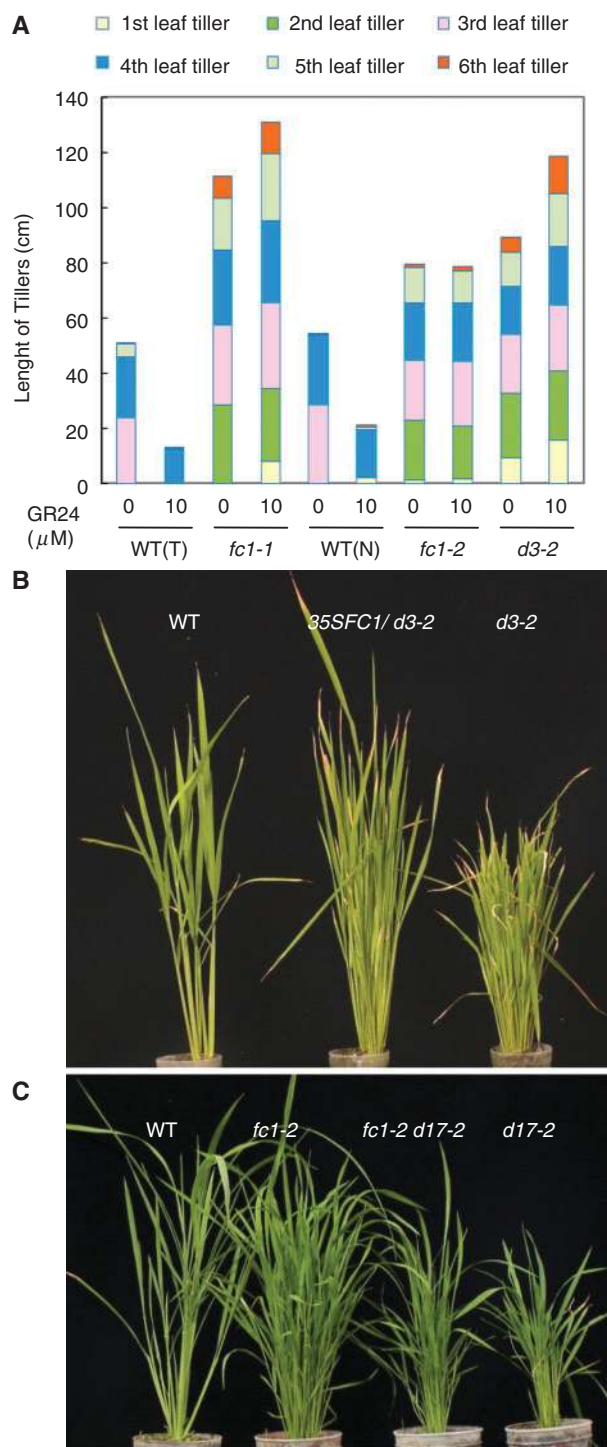 A
1st leaf tiller 2nd leaf tiller 3rd leaf tiller
4th leaf tiller 5th leaf tiller 6th leaf tiller
140
120
100
80
60
40
20
0
Lenght of Tillers (cm)
GR24
(μM)
0 10 0 10 0 10 0 10 0 10
WT(T) fc1-1 WT(N) fc1-2 d3-2
B
WT 35SFC1/ d3-2 d3-2
C
WT fc1-2 fc1-2 d17-2 d17-2